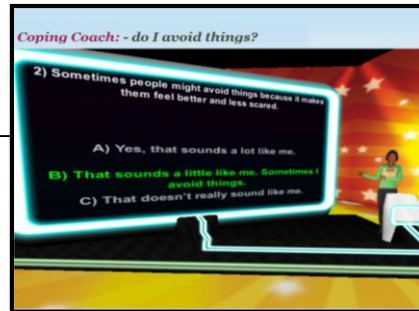 Coping Coach: - do I avoid things?
2) Sometimes people might avoid things because it makes
them feel better and less scared.
A) Yes, that sounds a lot like me.
B) That sounds a little like me. Sometimes I
avoid things.
C) That doesn't really sound like me.